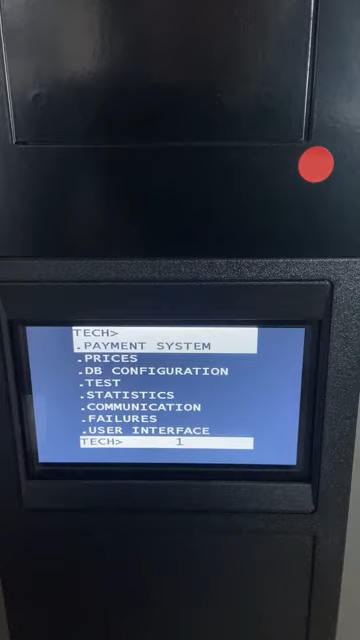 TECH>
.PAYMENT SYSTEM
.PRICES
.DB CONFIGURATION
.TEST
.STATISTICS
.COMMUNICATION
.FAILURES
.USER INTERFACE
TECH> 1